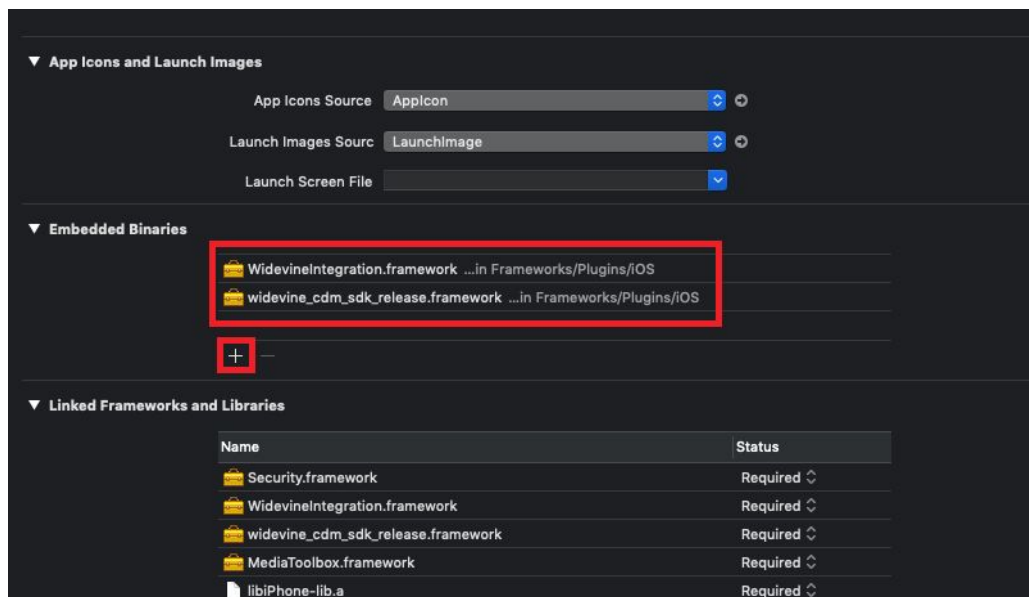 ▼ App Icons and Launch Images
App Icons Source AppIcon
Launch Images Sourc LaunchImage
Launch Screen File
▼ Embedded Binaries
WidevineIntegration.framework ...in Frameworks/Plugins/iOS
widevine_cdm_sdk_release.framework ...in Frameworks/Plugins/iOS
+ −
▼ Linked Frameworks and Libraries
Name Status
Security.framework Required
WidevineIntegration.framework Required
widevine_cdm_sdk_release.framework Required
MediaToolbox.framework Required
libiPhone-lib.a Required